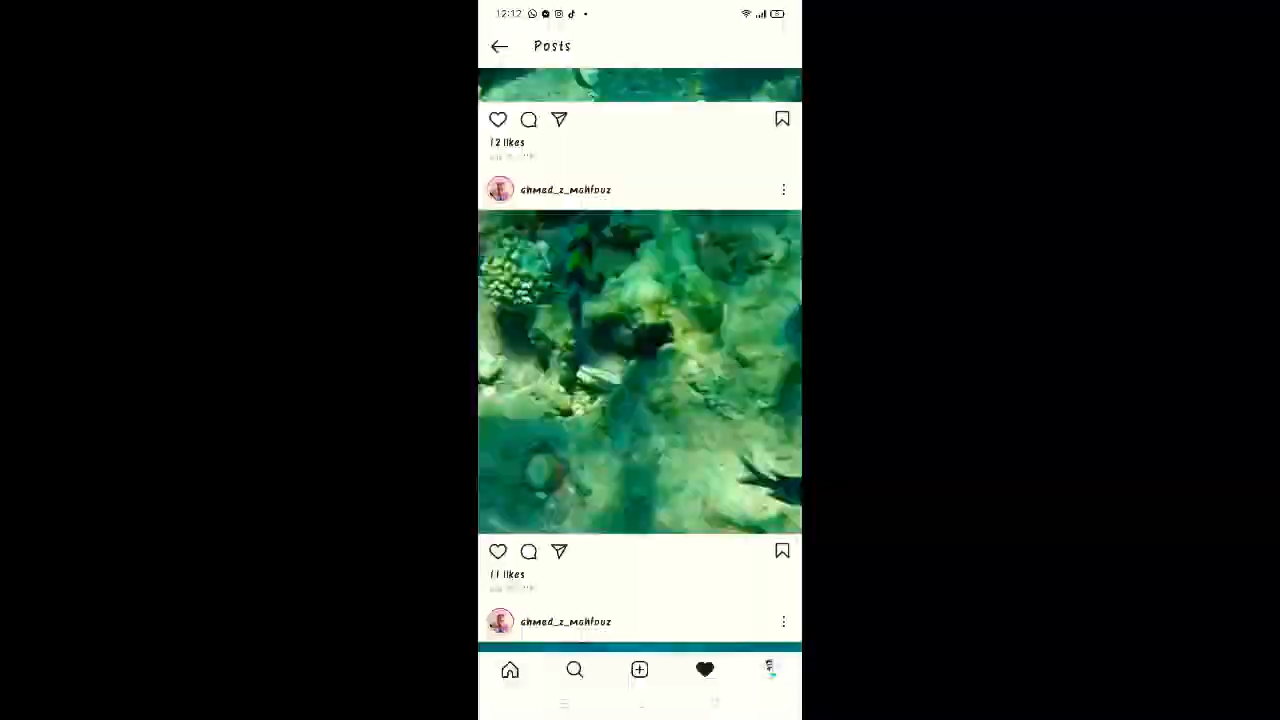 12:12
Posts
12 likes
ahmed_z_mahfouz
11 likes
ahmed_z_mahfouz